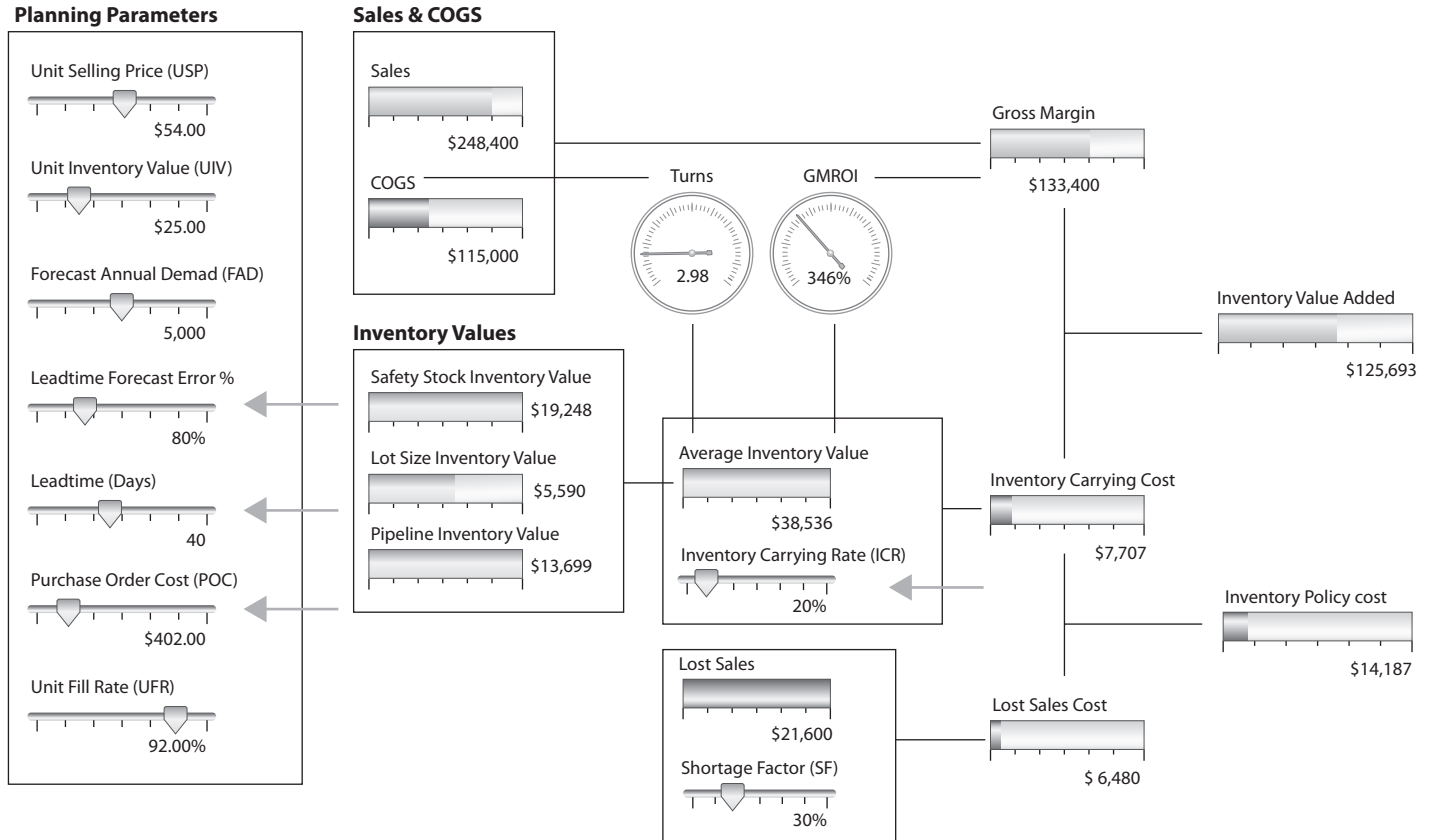 Planning Parameters
Unit Selling Price (USP)
$54.00
Unit Inventory Value (UIV)
$25.00
Forecast Annual Demad (FAD)
5,000
Leadtime Forecast Error %
80%
Leadtime (Days)
40
Purchase Order Cost (POC)
$402.00
Unit Fill Rate (UFR)
92.00%
Sales & COGS
Sales
$248,400
COGS
$115,000
Turns
2.98
GMROI
346%
Inventory Values
Safety Stock Inventory Value
$19,248
Lot Size Inventory Value
$5,590
Pipeline Inventory Value
$13,699
Average Inventory Value
$38,536
Inventory Carrying Rate (ICR)
20%
Lost Sales
$21,600
Shortage Factor (SF)
30%
Gross Margin
$133,400
Inventory Carrying Cost
$7,707
Lost Sales Cost
$ 6,480
Inventory Value Added
$125,693
Inventory Policy cost
$14,187